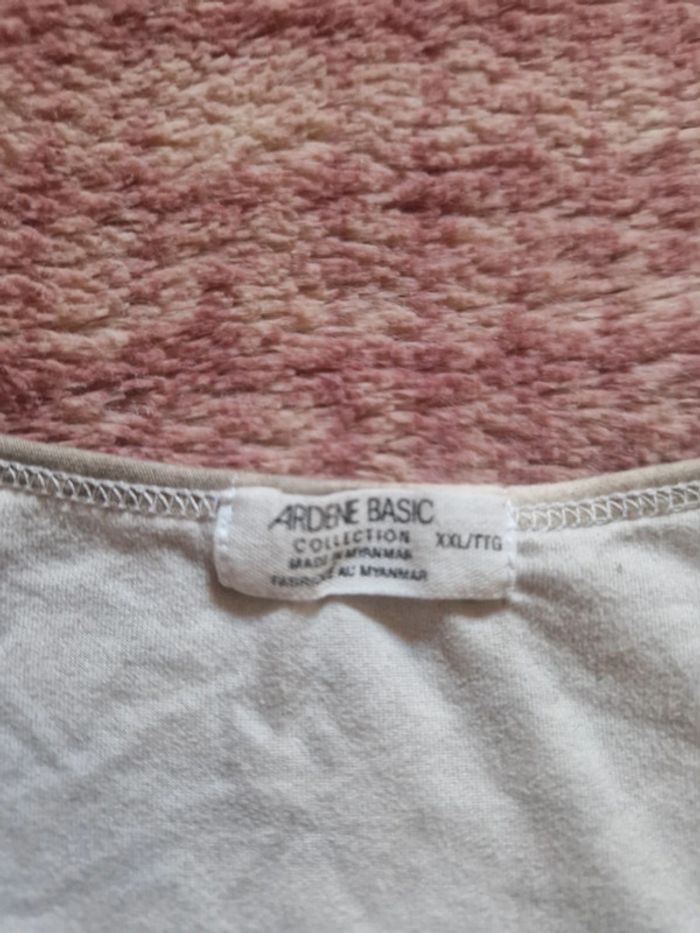 ARDENE BASIC
COLLECTION XXL/TTG
MADE IN MYANMAR
FABRIQUÉ AU MYANMAR